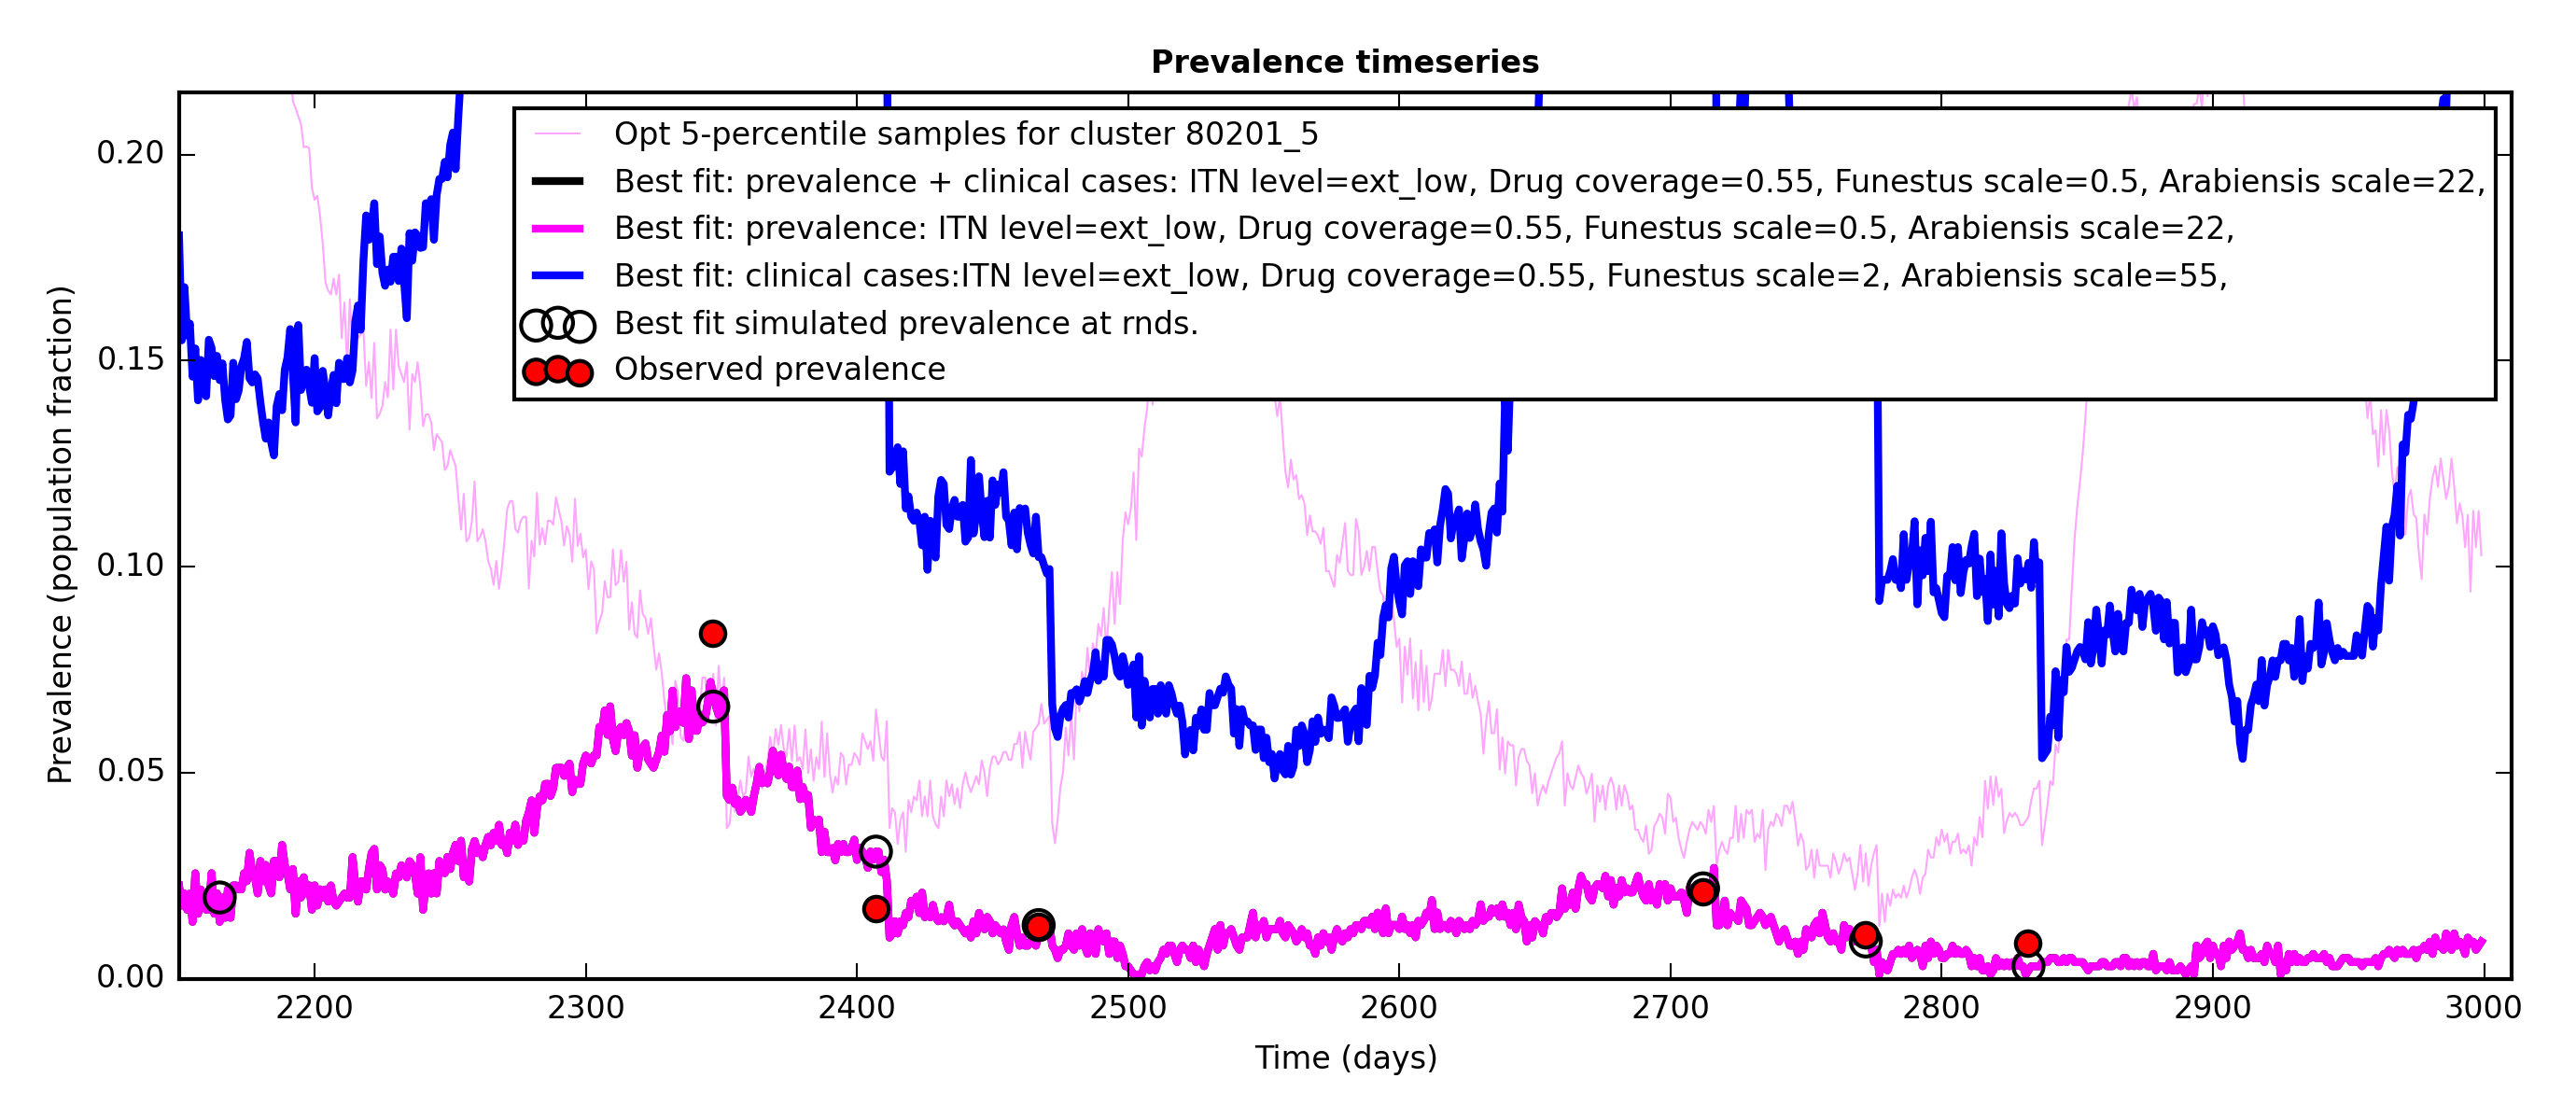 Prevalence timeseries
Opt 5-percentile samples for cluster 80201_5
Best fit: prevalence + clinical cases: ITN level=ext_low, Drug coverage=0.55, Funestus scale=0.5, Arabiensis scale=22,
Best fit: prevalence: ITN level=ext_low, Drug coverage=0.55, Funestus scale=0.5, Arabiensis scale=22,
Best fit: clinical cases:ITN level=ext_low, Drug coverage=0.55, Funestus scale=2, Arabiensis scale=55,
Best fit simulated prevalence at rnds.
Observed prevalence
Prevalence (population fraction)
0.20
0.15
0.10
0.05
0.00
2200 2300 2400 2500 2600 2700 2800 2900 3000
Time (days)